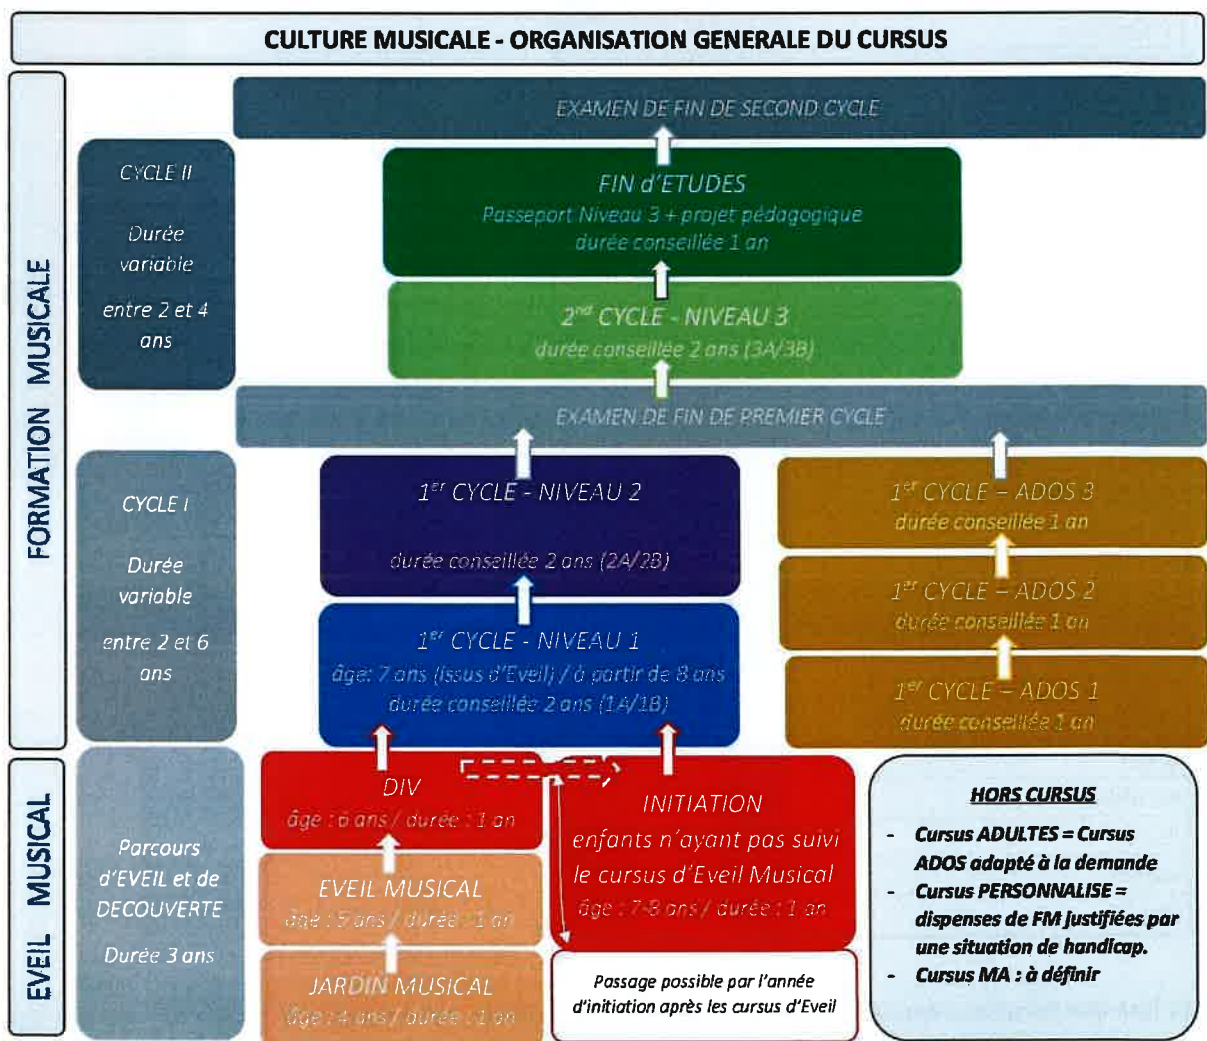 CULTURE MUSICALE - ORGANISATION GENERALE DU CURSUS
FORMATION MUSICALE
EXAMEN DE FIN DE SECOND CYCLE
CYCLE II
Durée
variable
entre 2 et 4
ans
FIN d'ETUDES
Passeport Niveau 3 + projet pédagogique
durée conseillée 1 an
2nd CYCLE - NIVEAU 3
durée conseillée 2 ans (3A/3B)
EXAMEN DE FIN DE PREMIER CYCLE
CYCLE I
Durée
variable
entre 2 et 6
ans
1er CYCLE - NIVEAU 2
durée conseillée 2 ans (2A/2B)
1er CYCLE - NIVEAU 1
âge: 7 ans (issus d'Eveil) / à partir de 8 ans
durée conseillée 2 ans (1A/1B)
1er CYCLE – ADOS 3
durée conseillée 1 an
1er CYCLE – ADOS 2
durée conseillée 1 an
1er CYCLE – ADOS 1
durée conseillée 1 an
EVEIL MUSICAL
Parcours
d'EVEIL et de
DECOUVERTE
Durée 3 ans
DIV
âge : 6 ans / durée : 1 an
EVEIL MUSICAL
âge : 5 ans / durée : 1 an
JARDIN MUSICAL
âge : 4 ans / durée : 1 an
INITIATION
enfants n'ayant pas suivi
le cursus d'Eveil Musical
âge : 7-8 ans / durée : 1 an
Passage possible par l'année
d'initiation après les cursus d'Eveil
HORS CURSUS
- Cursus ADULTES = Cursus
ADOS adapté à la demande
- Cursus PERSONNALISE =
dispenses de FM justifiées par
une situation de handicap.
- Cursus MA : à définir